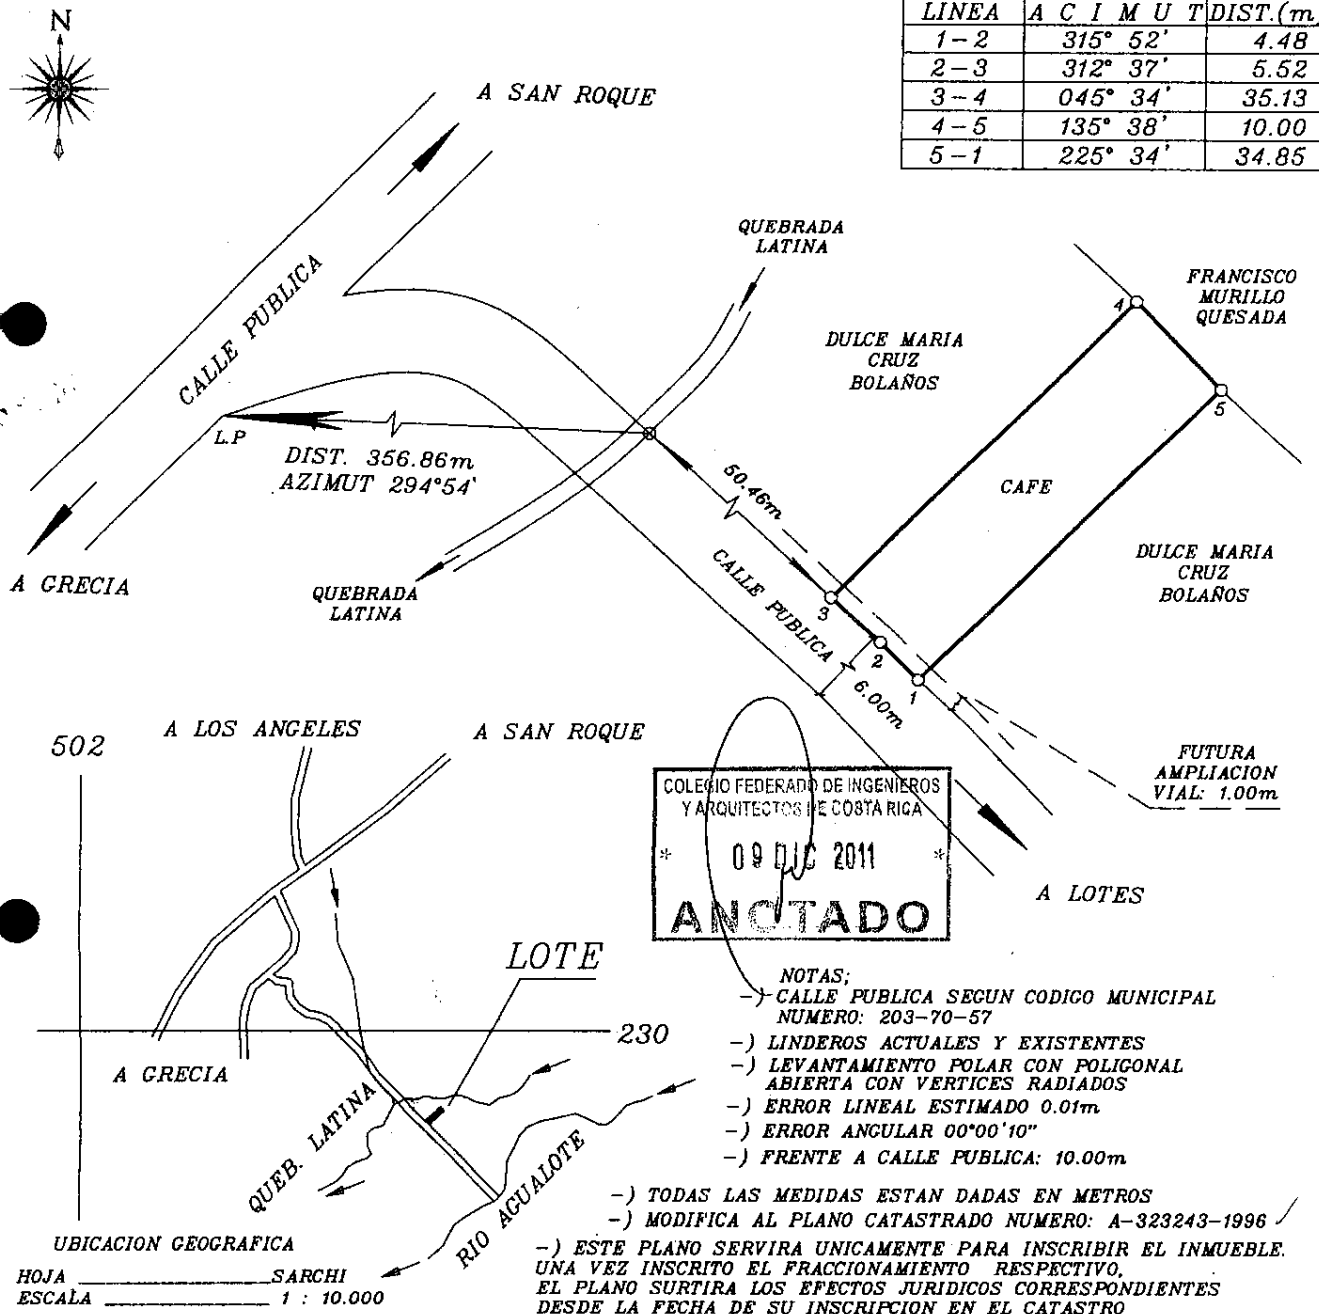 N
LINEA A C I M U T DIST.(m
1-2 315° 52' 4.48
2-3 312° 37' 5.52
3-4 045° 34' 35.13
4-5 135° 38' 10.00
5-1 225° 34' 34.85
A SAN ROQUE
CALLE PUBLICA
QUEBRADA
LATINA
FRANCISCO
MURILLO
QUESADA
4
DULCE MARIA
CRUZ
BOLAÑOS
5
L.P
DIST. 356.86m
AZIMUT 294°54'
50.46m
CAFE
A GRECIA
QUEBRADA
LATINA
CALLE PUBLICA
3
2
1
6.00m
DULCE MARIA
CRUZ
BOLAÑOS
FUTURA
AMPLIACION
VIAL: 1.00m
A LOTES
COLEGIO FEDERADO DE INGENIEROS
Y ARQUITECTOS DE COSTA RICA
* 09 DIC 2011 *
ANOTADO
502
A LOS ANGELES
A SAN ROQUE
LOTE
230
A GRECIA
QUEB. LATINA
RIO AGUALOTE
UBICACION GEOGRAFICA
HOJA SARCHI
ESCALA 1 : 10.000
NOTAS;
-) CALLE PUBLICA SEGUN CODIGO MUNICIPAL
NUMERO: 203-70-57
-) LINDEROS ACTUALES Y EXISTENTES
-) LEVANTAMIENTO POLAR CON POLIGONAL
ABIERTA CON VERTICES RADIADOS
-) ERROR LINEAL ESTIMADO 0.01m
-) ERROR ANGULAR 00°00'10"
-) FRENTE A CALLE PUBLICA: 10.00m
-) TODAS LAS MEDIDAS ESTAN DADAS EN METROS
-) MODIFICA AL PLANO CATASTRADO NUMERO: A-323243-1996
-) ESTE PLANO SERVIRA UNICAMENTE PARA INSCRIBIR EL INMUEBLE.
UNA VEZ INSCRITO EL FRACCIONAMIENTO RESPECTIVO,
EL PLANO SURTIRA LOS EFECTOS JURIDICOS CORRESPONDIENTES
DESDE LA FECHA DE SU INSCRIPCION EN EL CATASTRO